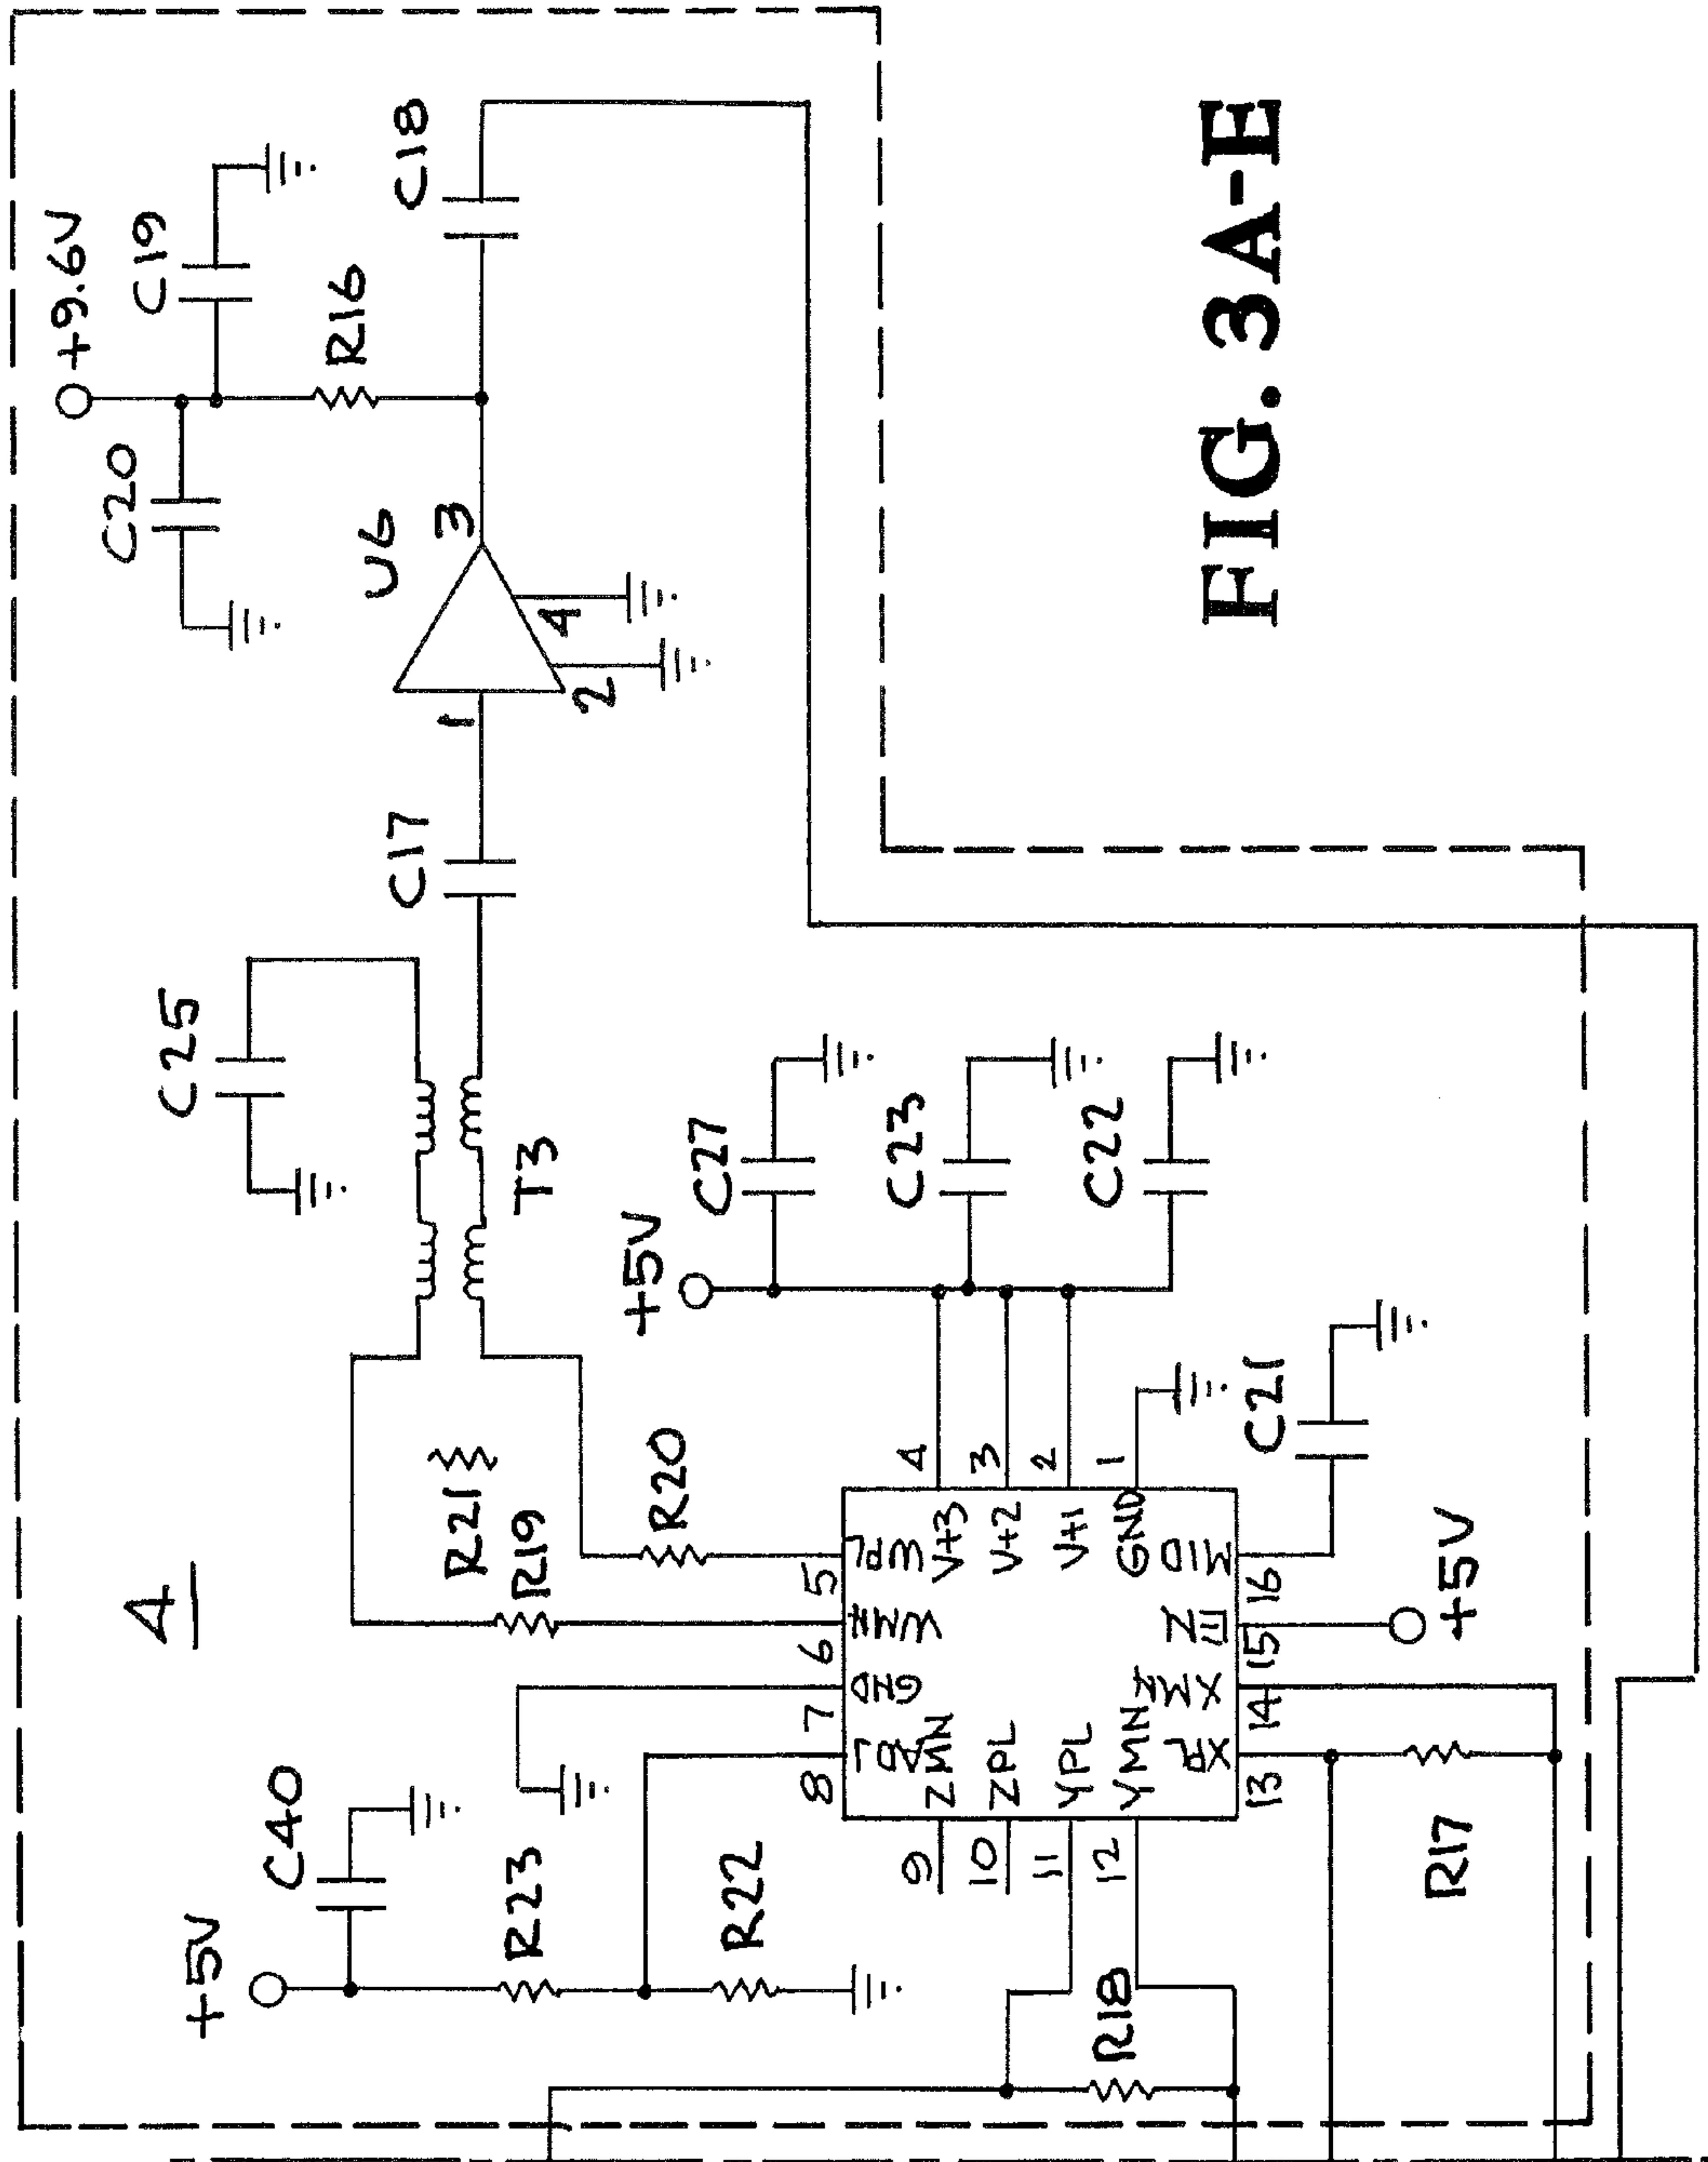 4
+5V
C40
R23
R22
R18
R17
R21
R19
R20
C25
T3
C17
U6
1
2
4
3
C20
+9.6V
C19
R16
C18
+5V
C27
C23
C22
C21
+5V
8
7
6
5
ADJ
GND
WMN
WPL
9
ZMN
V+3
4
10
ZPL
V+2
3
11
YPL
V+1
2
12
YMN
GND
1
XPL
XMN
EN
MID
13
14
15
16
FIG. 3A-E